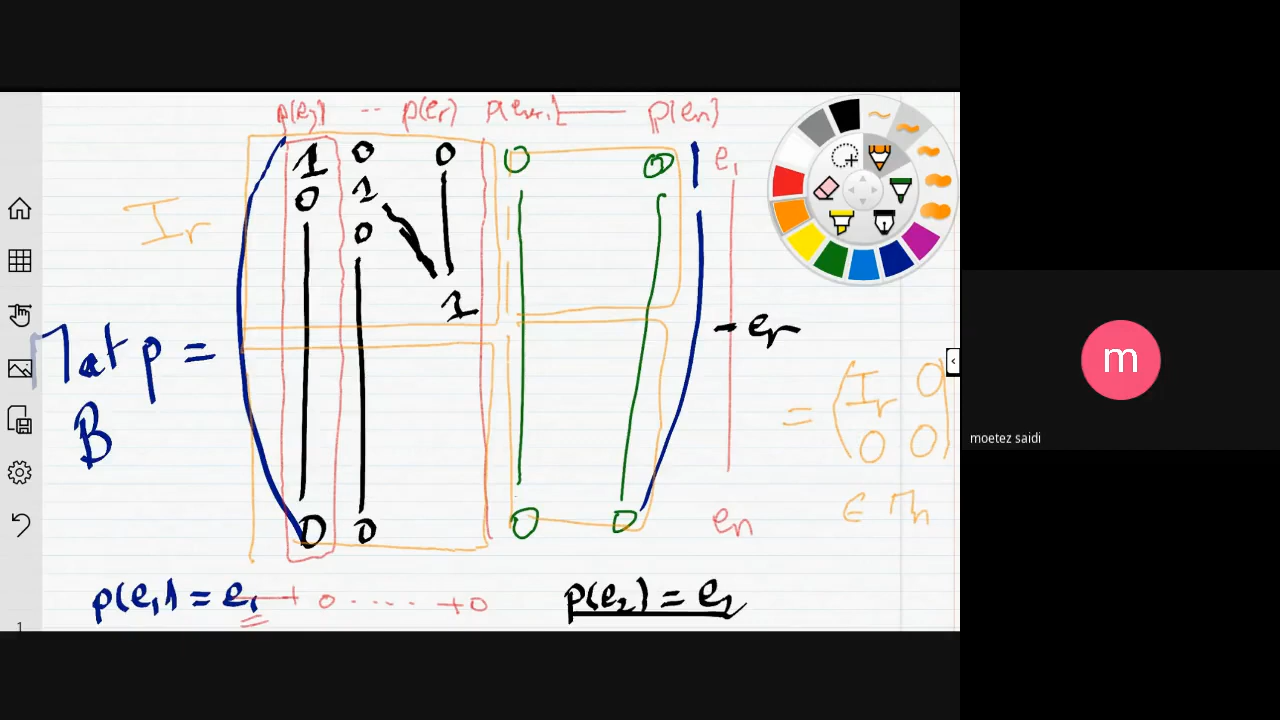 p(e1) -- p(er) p(er+1) —— p(en)
1 0 0 0 0 e1
0 1
0
Ir
1
- er
Mat p =
B
= (Ir 0
0 0)
∈ Mn
0 0 0 0 en
p(e1) = e1 + 0 .... +0
p(e2) = e2
m
moetez saidi
1